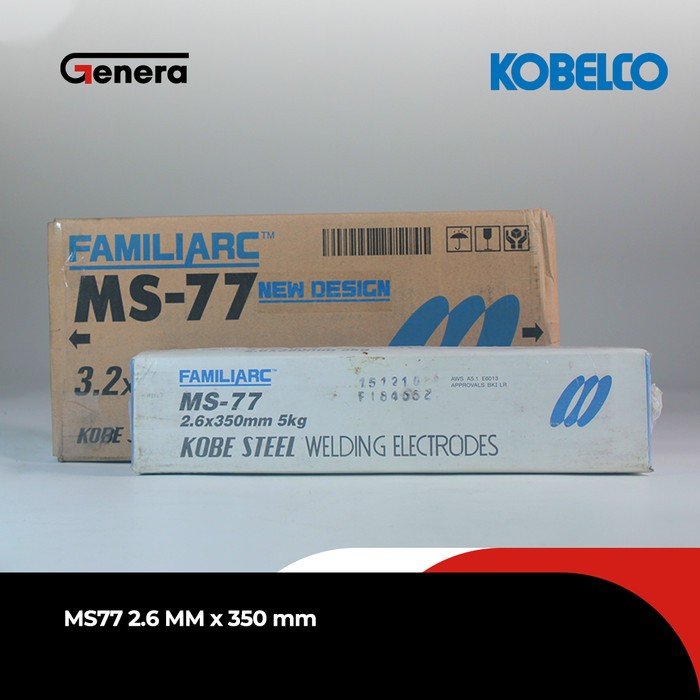 Genera
KOBELCO
FAMILIARC™
MS-77 NEW DESIGN
3.2x
KOBE
FAMILIARC™
MS-77
2.6x350mm 5kg
KOBE STEEL WELDING ELECTRODES
AWS A5.1 E6013
APPROVALS BKI LR
MS77 2.6 MM x 350 mm